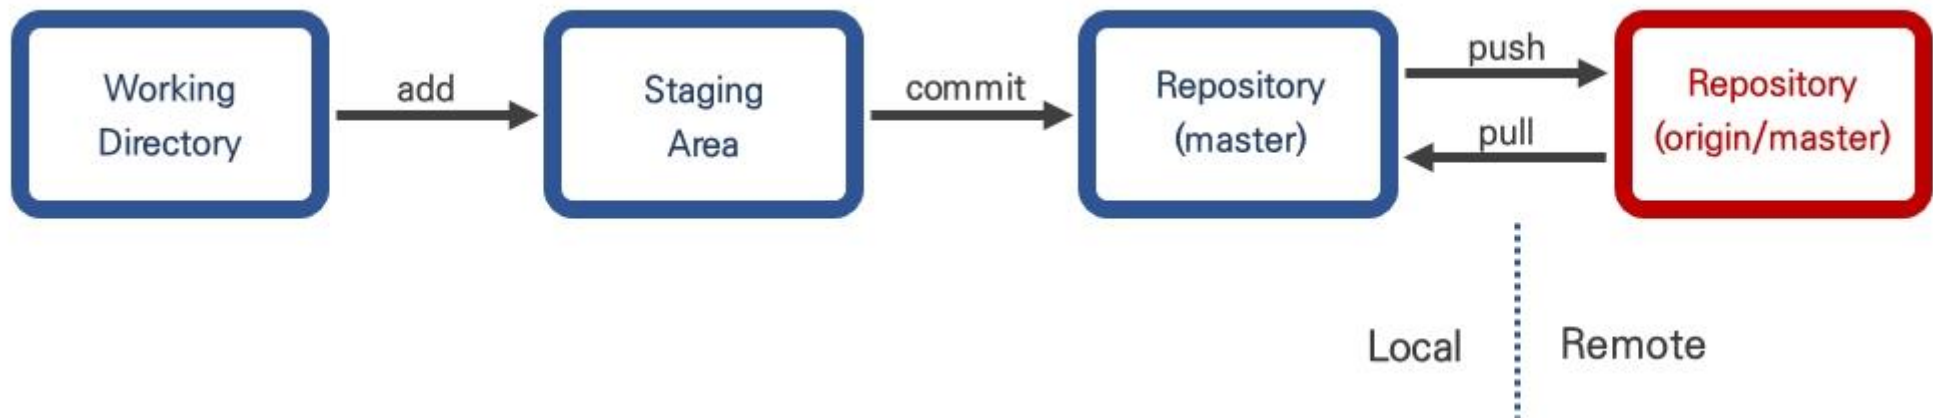 Working
Directory
add
Staging
Area
commit
Repository
(master)
push
pull
Repository
(origin/master)
Local
Remote